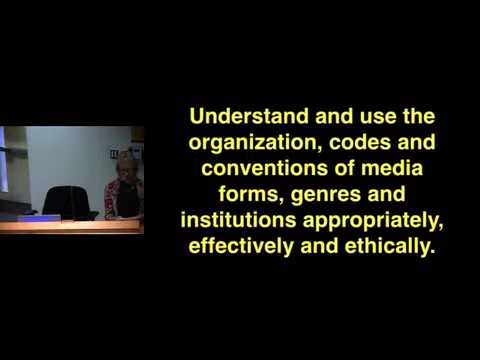 Understand and use the
organization, codes and
conventions of media
forms, genres and
institutions appropriately,
effectively and ethically.